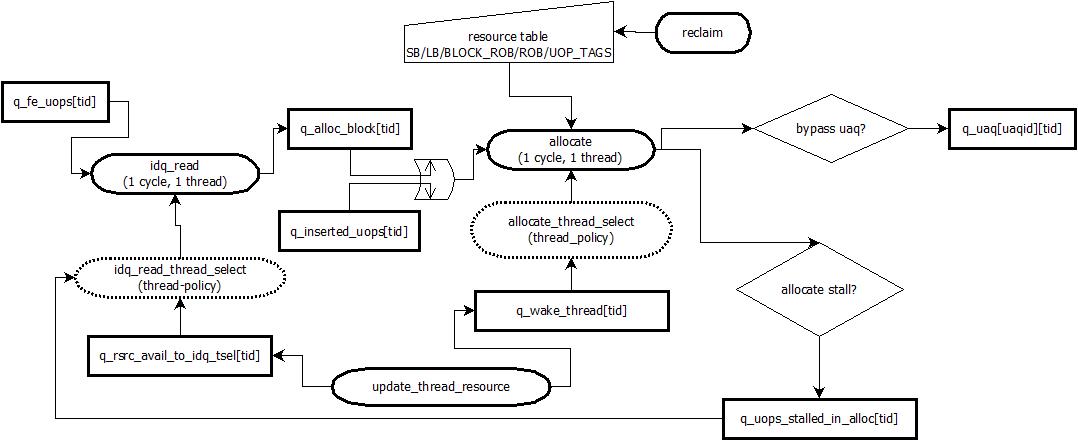 resource table
SB/LB/BLOCK_ROB/ROB/UOP_TAGS
reclaim
q_fe_uops[tid]
q_alloc_block[tid]
bypass uaq?
q_uaq[uaqid][tid]
idq_read
(1 cycle, 1 thread)
allocate
(1 cycle, 1 thread)
q_inserted_uops[tid]
allocate_thread_select
(thread_policy)
idq_read_thread_select
(thread-policy)
allocate stall?
q_wake_thread[tid]
q_rsrc_avail_to_idq_tsel[tid]
update_thread_resource
q_uops_stalled_in_alloc[tid]